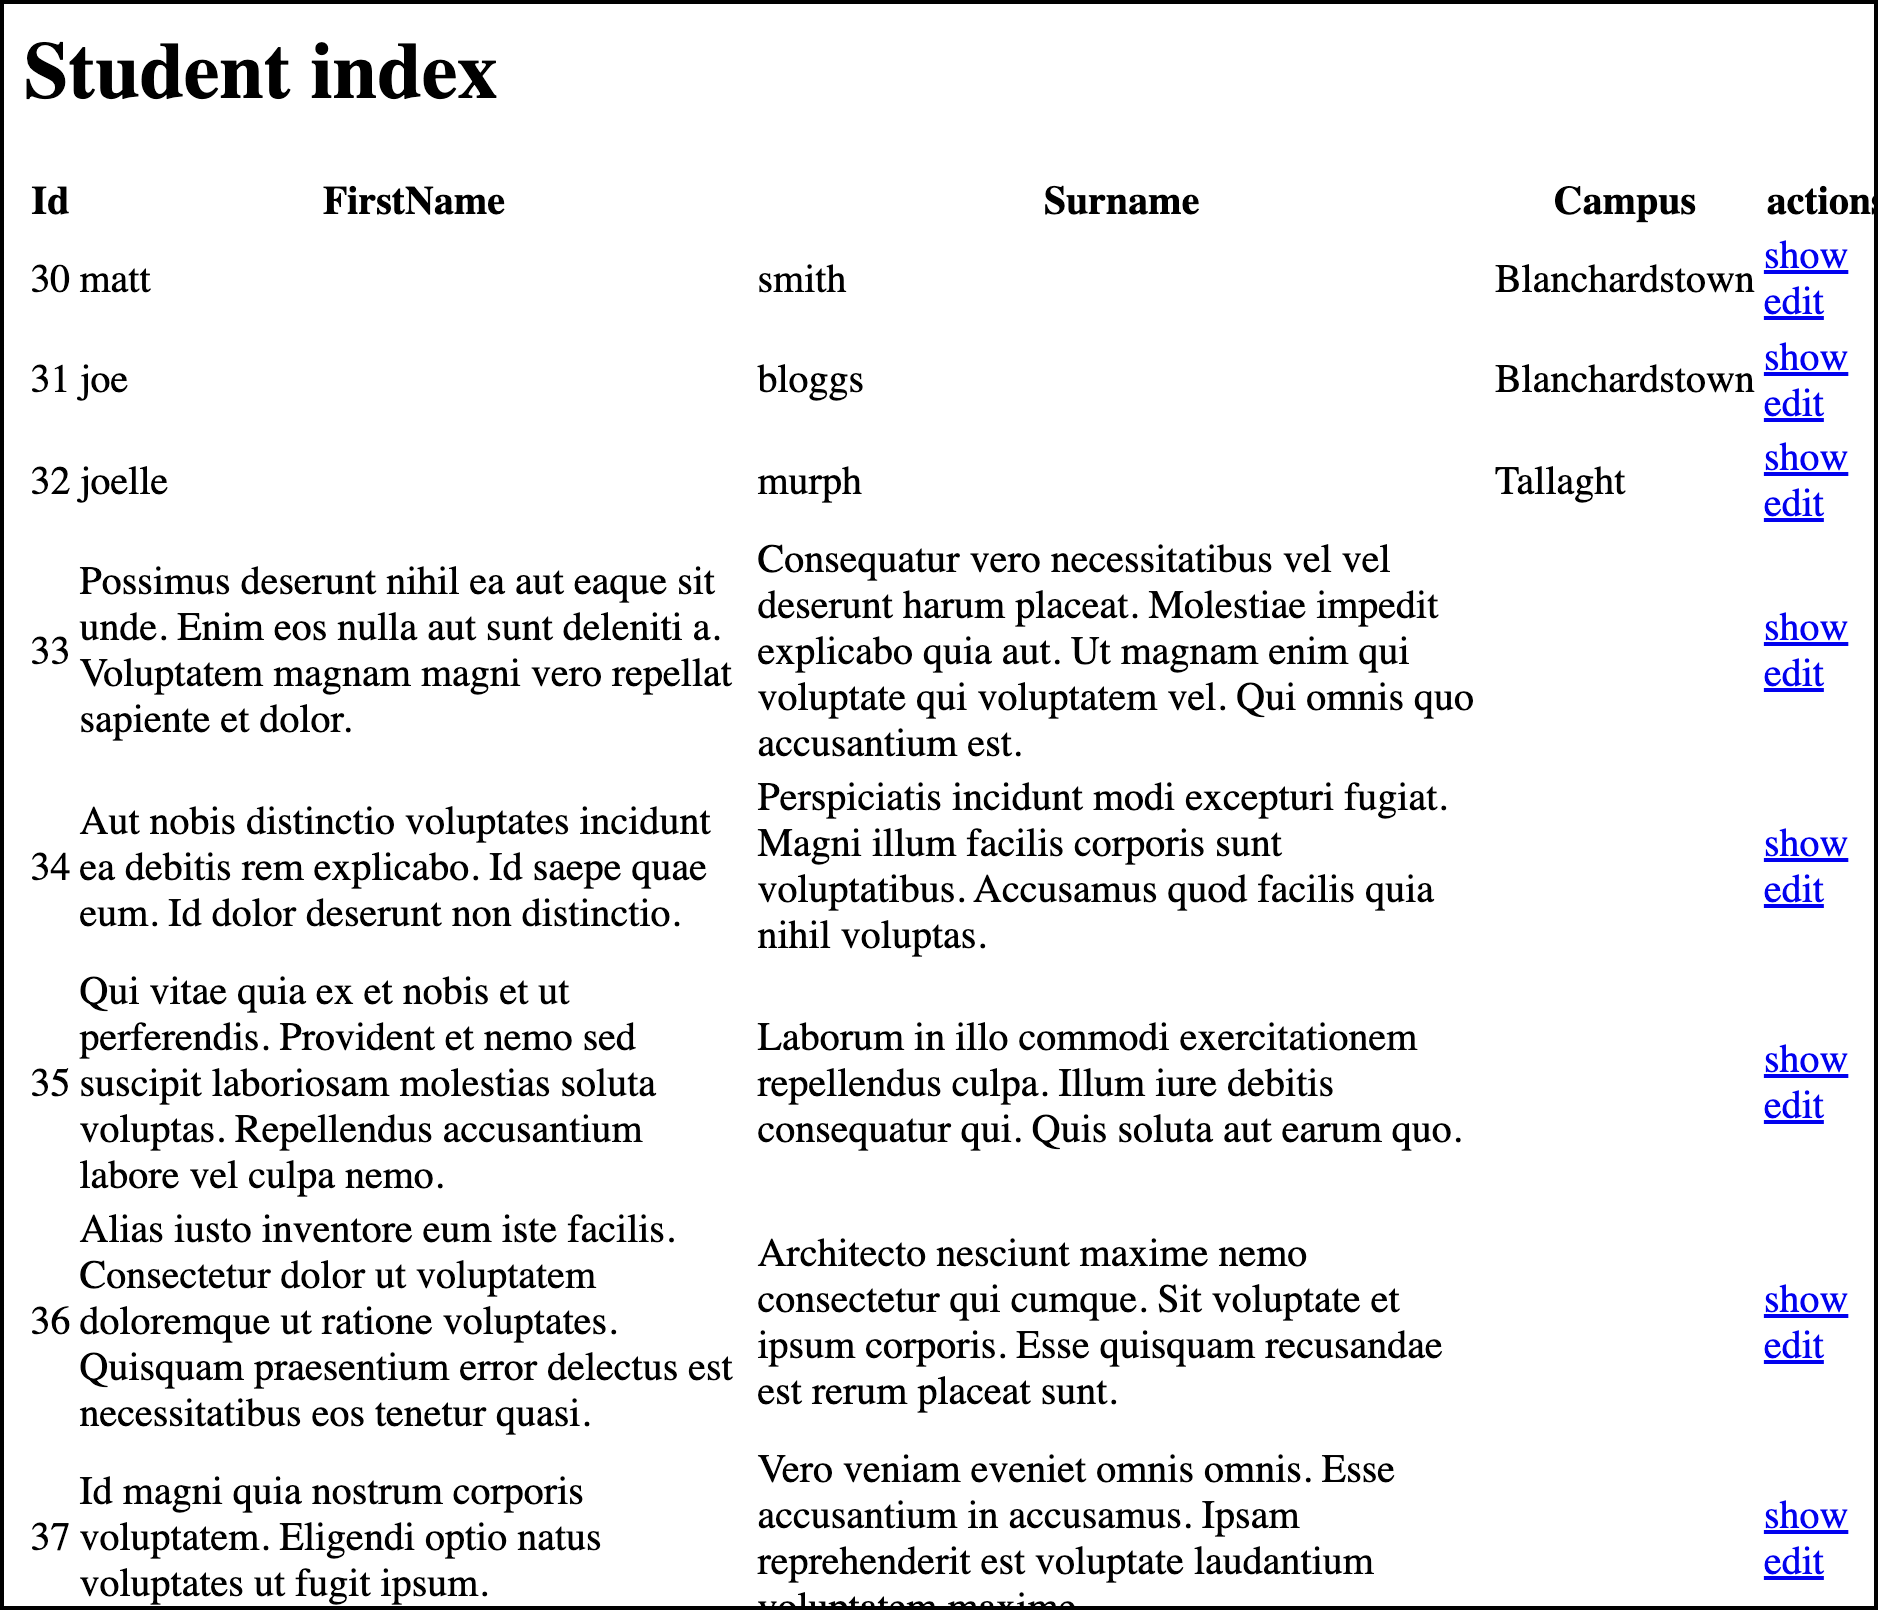 Student index
Id FirstName Surname Campus actions
30 matt smith Blanchardstown show
edit
31 joe bloggs Blanchardstown show
edit
32 joelle murph Tallaght show
edit
33
Possimus deserunt nihil ea aut eaque sit
unde. Enim eos nulla aut sunt deleniti a.
Voluptatem magnam magni vero repellat
sapiente et dolor.
Consequatur vero necessitatibus vel vel
deserunt harum placeat. Molestiae impedit
explicabo quia aut. Ut magnam enim qui
voluptate qui voluptatem vel. Qui omnis quo
accusantium est.
show
edit
34
Aut nobis distinctio voluptates incidunt
ea debitis rem explicabo. Id saepe quae
eum. Id dolor deserunt non distinctio.
Perspiciatis incidunt modi excepturi fugiat.
Magni illum facilis corporis sunt
voluptatibus. Accusamus quod facilis quia
nihil voluptas.
show
edit
35
Qui vitae quia ex et nobis et ut
perferendis. Provident et nemo sed
suscipit laboriosam molestias soluta
voluptas. Repellendus accusantium
labore vel culpa nemo.
Laborum in illo commodi exercitationem
repellendus culpa. Illum iure debitis
consequatur qui. Quis soluta aut earum quo.
show
edit
36
Alias iusto inventore eum iste facilis.
Consectetur dolor ut voluptatem
doloremque ut ratione voluptates.
Quisquam praesentium error delectus est
necessitatibus eos tenetur quasi.
Architecto nesciunt maxime nemo
consectetur qui cumque. Sit voluptate et
ipsum corporis. Esse quisquam recusandae
est rerum placeat sunt.
show
edit
37
Id magni quia nostrum corporis
voluptatem. Eligendi optio natus
voluptates ut fugit ipsum.
Vero veniam eveniet omnis omnis. Esse
accusantium in accusamus. Ipsam
reprehenderit est voluptate laudantium
voluptatem maxime
show
edit